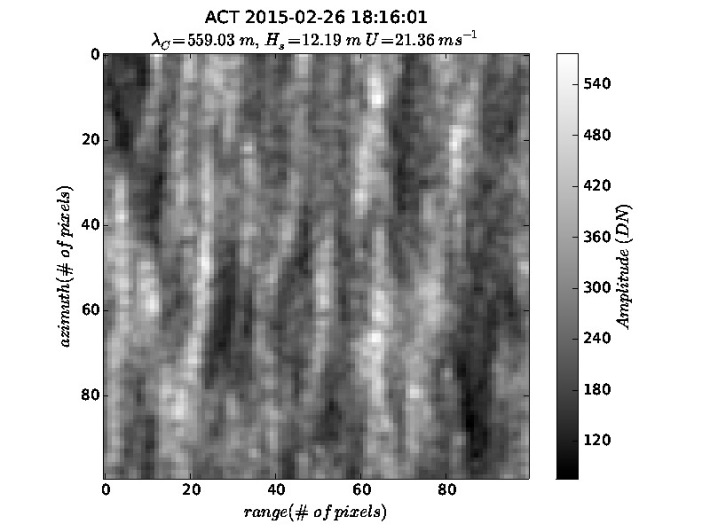 ACT 2015-02-26 18:16:01
λ_C=559.03 m, H_s=12.19 m U=21.36 ms⁻¹
0
20
40
60
80
azimuth(# of pixels)
0 20 40 60 80
range(# of pixels)
540
480
420
360
300
240
180
120
Amplitude (DN)